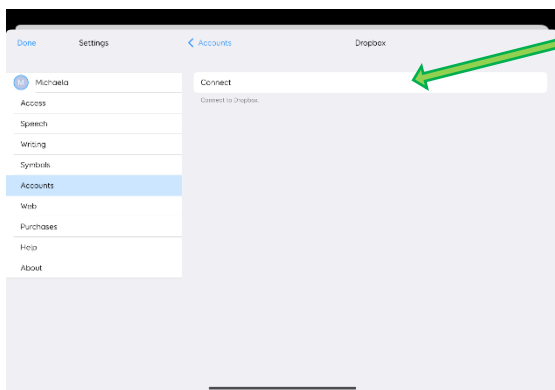 Done Settings Accounts Dropbox
M Michaela
Connect
Connect to Dropbox.
Access
Speech
Writing
Symbols
Accounts
Web
Purchases
Help
About